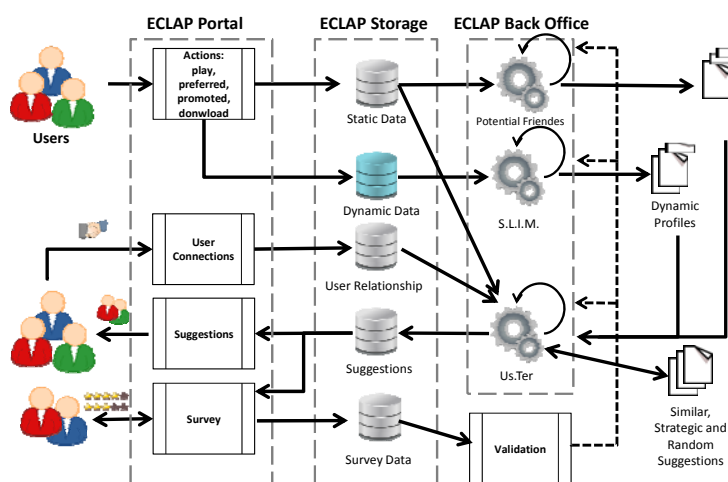 ECLAP Portal
ECLAP Storage
ECLAP Back Office
Actions:
play,
preferred,
promoted,
donwload
Users
Static Data
Potential Friendes
Dynamic Data
S.L.I.M.
Dynamic
Profiles
User
Connections
User Relationship
Suggestions
Suggestions
Us.Ter
Survey
Survey Data
Validation
Similar,
Strategic and
Random
Suggestions